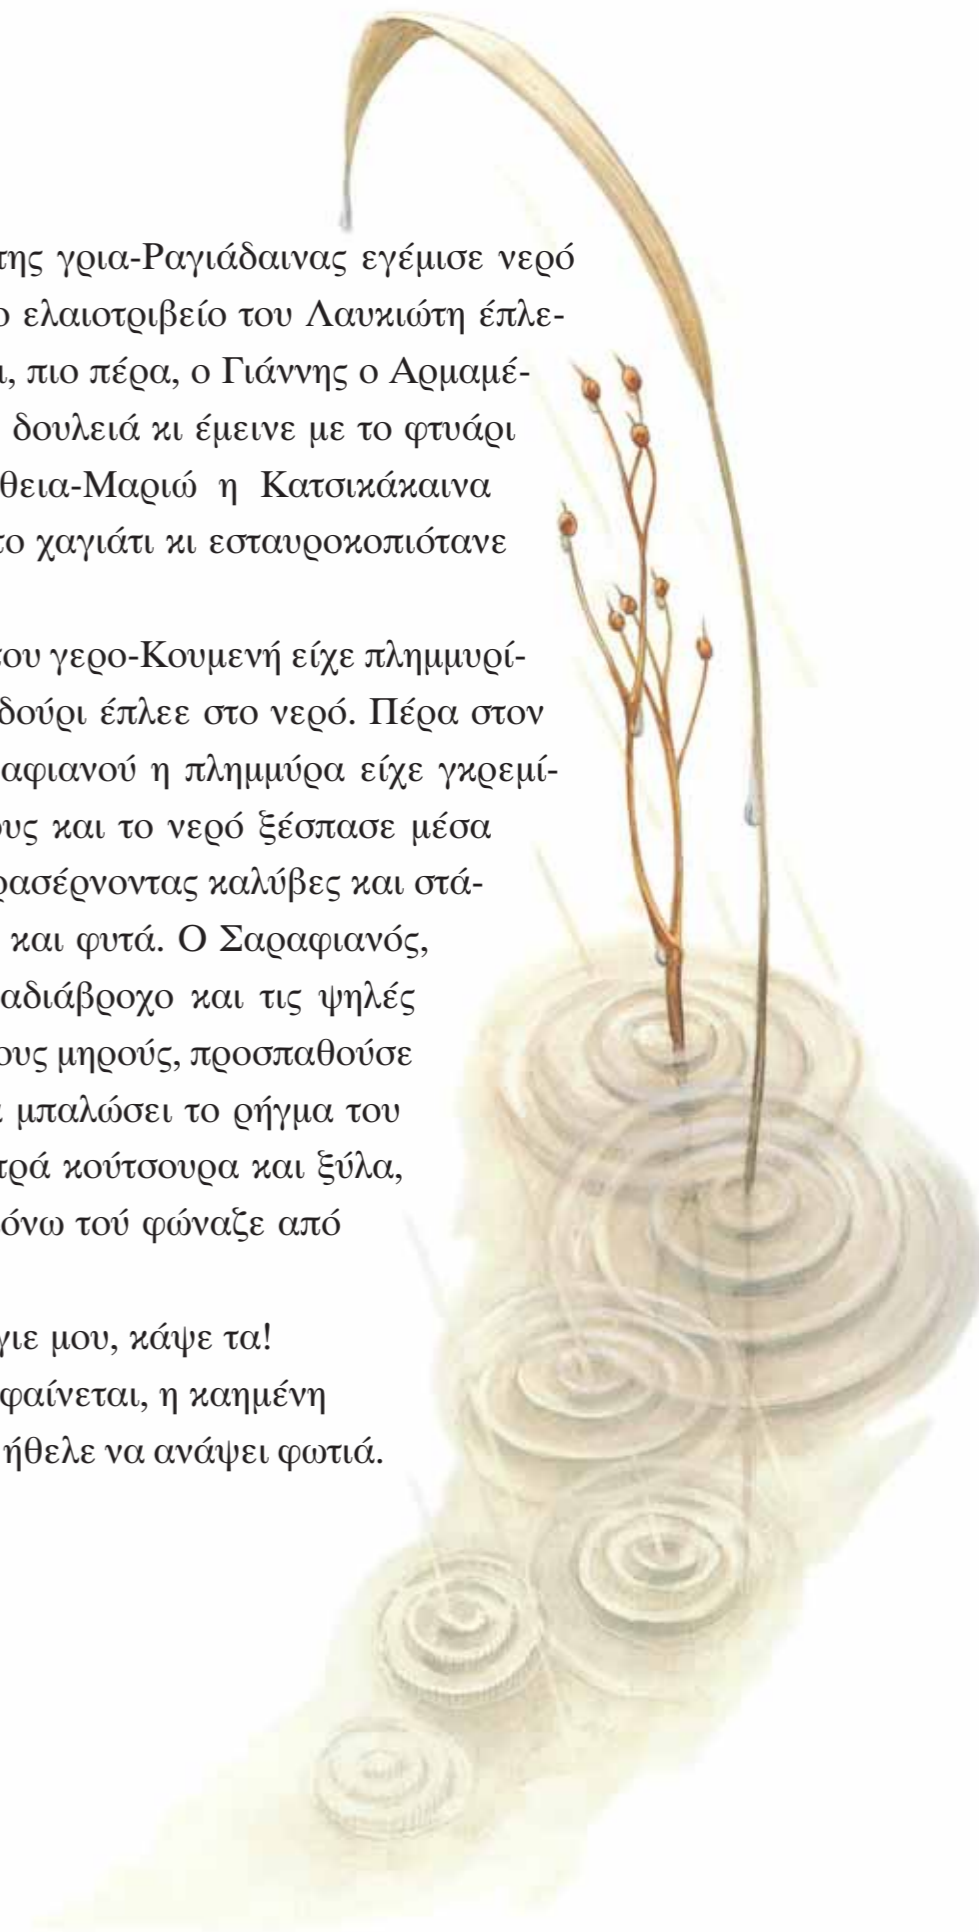 της γρια-Ραγιάδαινας εγέμισε νερό
ο ελαιοτριβείο του Λαυκιώτη έπλε-
ι, πιο πέρα, ο Γιάννης ο Αρμαμέ-
δουλειά κι έμεινε με το φτυάρι
θεια-Μαριώ η Κατσικάκαινα
το χαγιάτι κι εσταυροκοπιότανε
του γερο-Κουμενή είχε πλημμυρί-
δούρι έπλεε στο νερό. Πέρα στον
αφιανού η πλημμύρα είχε γκρεμί-
ους και το νερό ξέσπασε μέσα
ρασέρνοντας καλύβες και στά-
και φυτά. Ο Σαραφιανός,
αδιάβροχο και τις ψηλές
ους μηρούς, προσπαθούσε
α μπαλώσει το ρήγμα του
τρά κούτσουρα και ξύλα,
όνω τού φώναζε από
γιε μου, κάψε τα!
φαίνεται, η καημένη
ήθελε να ανάψει φωτιά.